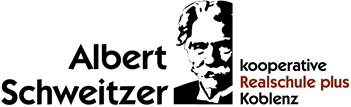 Albert
Schweitzer
kooperative
Realschule plus
Koblenz